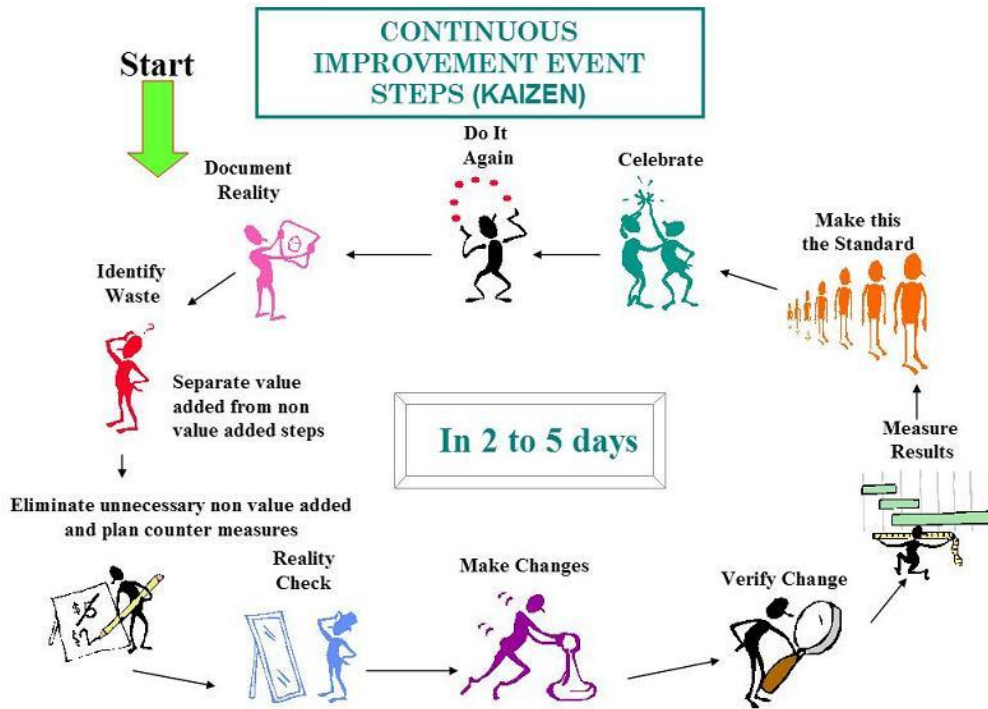 CONTINUOUS
IMPROVEMENT EVENT
STEPS (KAIZEN)
Start
Document
Reality
Identify
Waste
Separate value
added from non
value added steps
Eliminate unnecessary non value added
and plan counter measures
$5
Reality
Check
Make Changes
Verify Change
Measure
Results
Make this
the Standard
Celebrate
Do It
Again
In 2 to 5 days